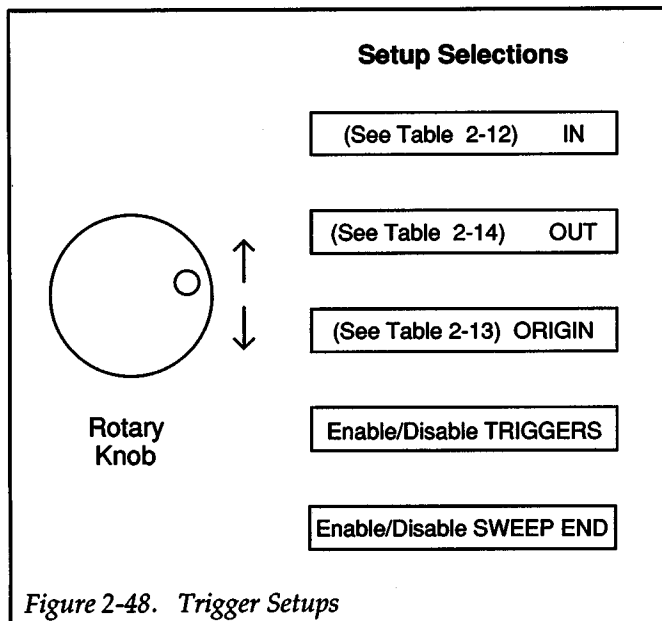 Setup Selections
(See Table 2-12) IN
(See Table 2-14) OUT
(See Table 2-13) ORIGIN
Enable/Disable TRIGGERS
Enable/Disable SWEEP END
Rotary
Knob
Figure 2-48. Trigger Setups